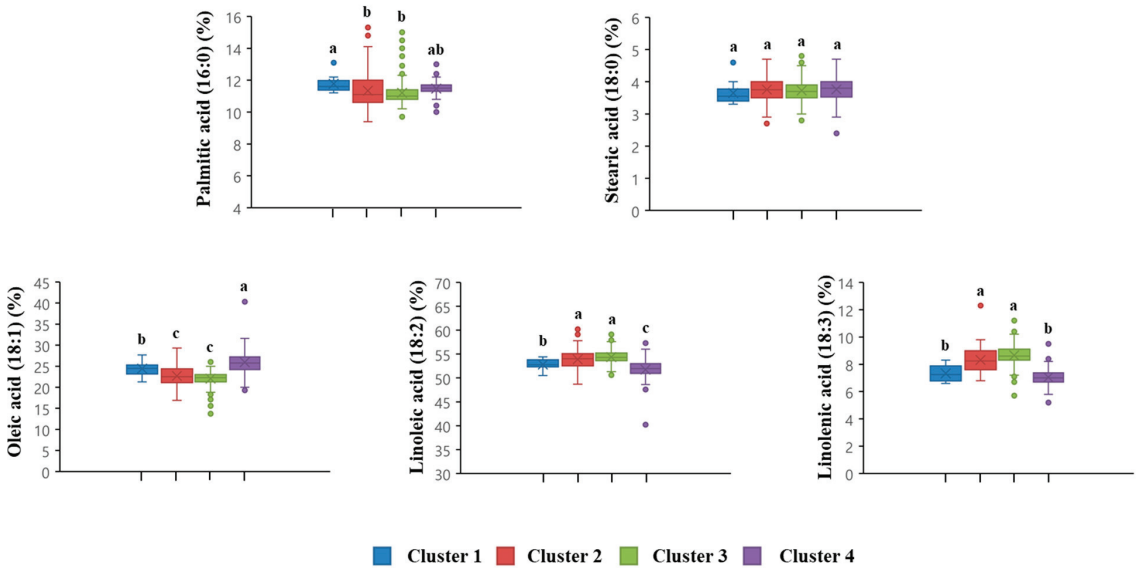 Palmitic acid (16:0) (%)
16
14
12
10
8
6
4
a
b
b
ab
Stearic acid (18:0) (%)
6
5
4
3
2
1
0
a
a
a
a
Oleic acid (18:1) (%)
45
40
35
30
25
20
15
10
5
0
b
c
c
a
Linoleic acid (18:2) (%)
70
65
60
55
50
45
40
35
30
b
a
a
c
Linolenic acid (18:3) (%)
14
12
10
8
6
4
2
0
b
a
a
b
Cluster 1
Cluster 2
Cluster 3
Cluster 4